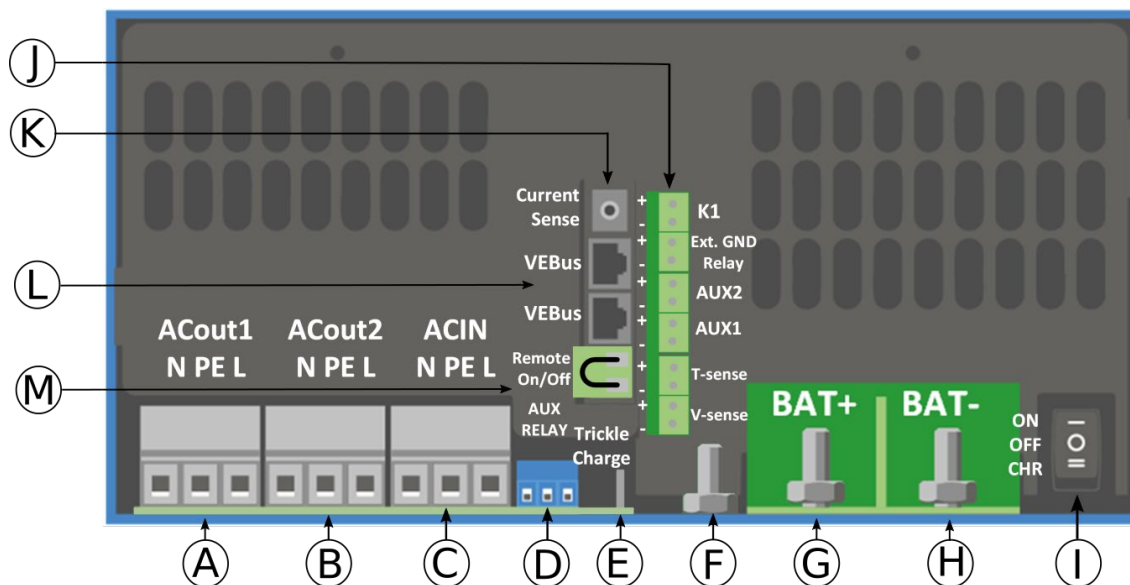 J
K
Current
Sense
+
K1
-
+
Ext. GND
Relay
-
VEBus
+
AUX2
-
L
VEBus
+
AUX1
-
ACout1
N PE L
ACout2
N PE L
ACIN
N PE L
Remote
On/Off
+
T-sense
-
M
AUX
RELAY
+
V-sense
-
Trickle
Charge
BAT+
BAT-
ON
OFF
CHR
A
B
C
D
E
F
G
H
I